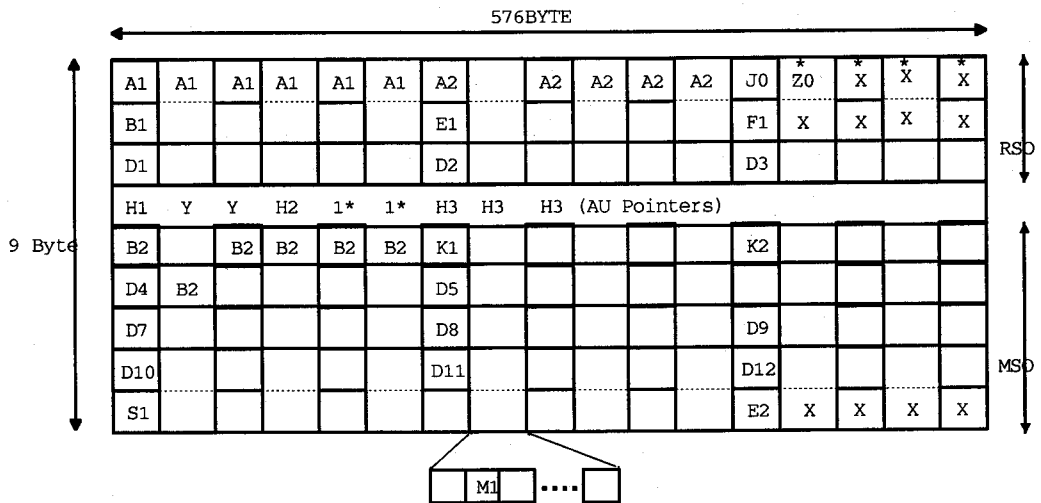 576BYTE
* * * *
A1 A1 A1 A1 A1 A1 A2 A2 A2 A2 A2 J0 Z0 X X X
B1 E1 F1 X X X X
D1 D2 D3
RSO
H1 Y Y H2 1* 1* H3 H3 H3 (AU Pointers)
9 Byte
B2 B2 B2 B2 B2 K1 K2
D4 B2 D5
D7 D8 D9
D10 D11 D12
MSO
S1 E2 X X X X
M1